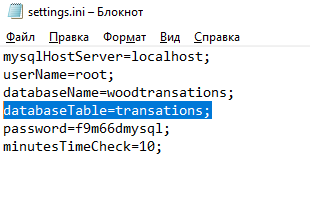 settings.ini – Блокнот
Файл Правка Формат Вид Справка
mysqlHostServer=localhost;
userName=root;
databaseName=woodtransations;
databaseTable=transations;
password=f9m66dmysql;
minutesTimeCheck=10;